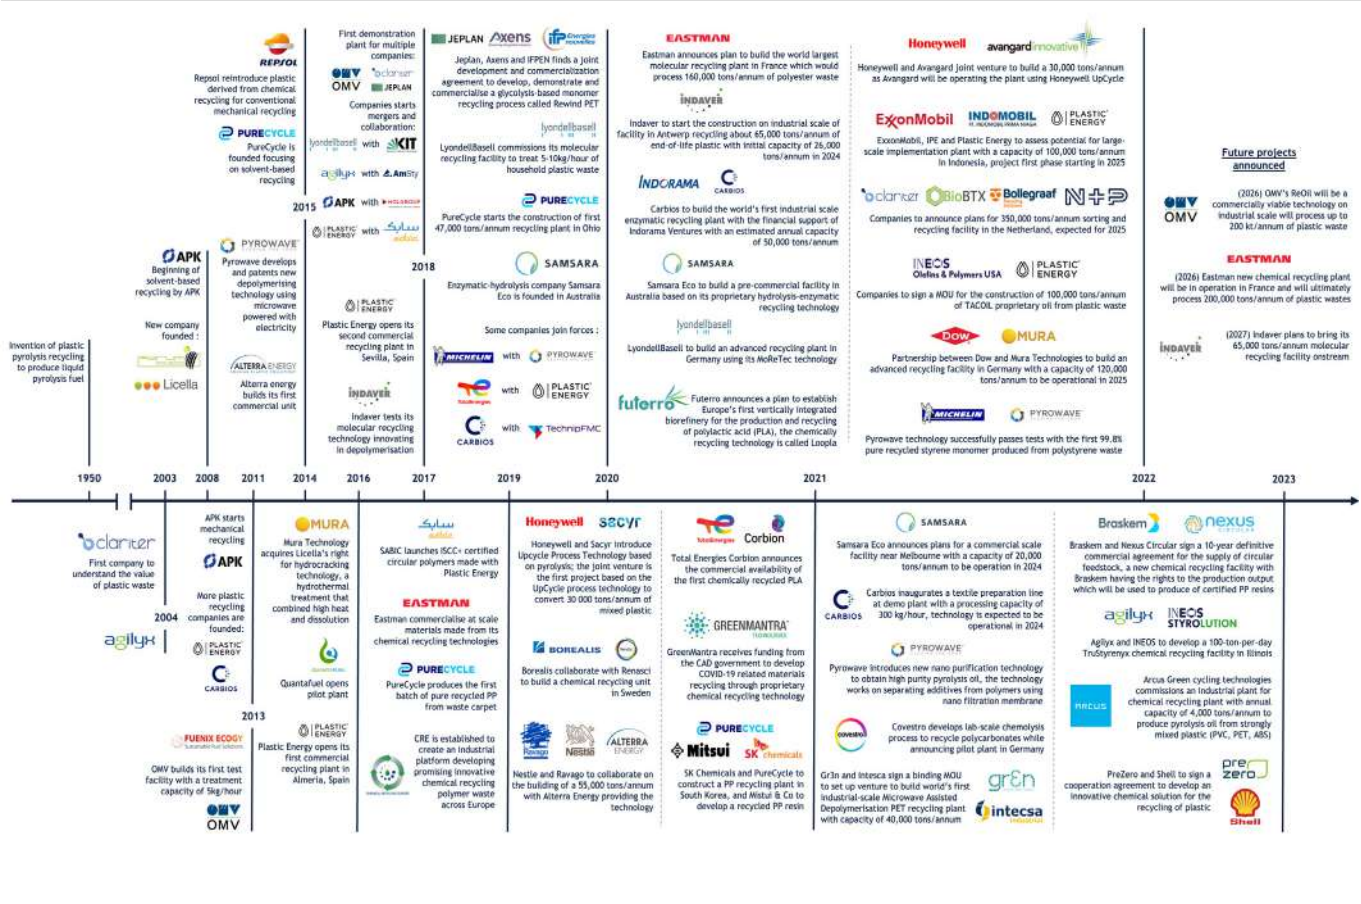 REPSOL
Repsol reintroduce plastic
derived from chemical
recycling for conventional
mechanical recycling
PURECYCLE
PureCycle is
founded focusing
on solvent-based
recycling
2015
APK
Beginning of
solvent-based
recycling by APK
New company
founded :
Licella
PYROWAVE
Pyrowave develops
and patents new
depolymerising
technology using
microwave
powered with
electricity
ALTERRA ENERGY
Alterra energy
builds its first
commercial unit
Invention of plastic
pyrolysis recycling
to produce liquid
pyrolysis fuel
First demonstration
plant for multiple
companies:
OMV
clariter
JEPLAN
Companies starts
mergers and
collaboration:
lyondellbasell with KIT
agilyx with AmSty
APK with
PLASTIC ENERGY with سابك
PLASTIC ENERGY
Plastic Energy opens its
second commercial
recycling plant in
Sevilla, Spain
INDAVER
Indaver tests its
molecular recycling
technology innovating
in depolymerisation
2018
JEPLAN Axens ifp Energies nouvelles
Jeplan, Axens and IFPEN finds a joint
development and commercialization
agreement to develop, demonstrate and
commercialise a glycolysis-based monomer
recycling process called Rewind PET
lyondellbasell
LyondellBasell commissions its molecular
recycling facility to treat 5-10kg/hour of
household plastic waste
PURECYCLE
PureCycle starts the construction of first
47,000 tons/annum recycling plant in Ohio
SAMSARA
Enzymatic-hydrolysis company Samsara
Eco is founded in Australia
Some companies join forces :
MICHELIN with PYROWAVE
TotalEnergies with PLASTIC ENERGY
CARBIOS with TechnipFMC
EASTMAN
Eastman announces plan to build the world largest
molecular recycling plant in France which would
process 160,000 tons/annum of polyester waste
INDAVER
Indaver to start the construction on industrial scale of
facility in Antwerp recycling about 65,000 tons/annum of
end-of-life plastic with initial capacity of 26,000
tons/annum in 2024
INDORAMA CARBIOS
Carbios to build the world's first industrial scale
enzymatic recycling plant with the financial support of
Indorama Ventures with an estimated annual capacity
of 50,000 tons/annum
SAMSARA
Samsara Eco to build a pre-commercial facility in
Australia based on its proprietary hydrolysis-enzymatic
recycling technology
lyondellbasell
LyondellBasell to build an advanced recycling plant in
Germany using its MoReTec technology
futerro
Futerro announces a plan to establish
Europe's first vertically integrated
biorefinery for the production and recycling
of polylactic acid (PLA), the chemically
recycling technology is called Loopla
Honeywell avangard innovative
Honeywell and Avangard joint venture to build a 30,000 tons/annum
as Avangard will be operating the plant using Honeywell UpCycle
ExxonMobil INDOMOBIL PLASTIC ENERGY
ExxonMobil, IPE and Plastic Energy to assess potential for large-
scale implementation plant with a capacity of 100,000 tons/annum
in Indonesia, project first phase starting in 2025
clariter BioBTX Bollegraaf N+P
Companies to announce plans for 350,000 tons/annum sorting and
recycling facility in the Netherland, expected for 2025
INEOS
Olefins & Polymers USA
PLASTIC ENERGY
Companies to sign a MOU for the construction of 100,000 tons/annum
of TACOIL proprietary oil from plastic waste
Dow MURA
Partnership between Dow and Mura Technologies to build an
advanced recycling facility in Germany with a capacity of 120,000
tons/annum to be operational in 2025
MICHELIN PYROWAVE
Pyrowave technology successfully passes tests with the first 99.8%
pure recycled styrene monomer produced from polystyrene waste
Future projects
announced
OMV
(2026) OMV's ReOil will be a
commercially viable technology on
industrial scale will process up to
200 kt/annum of plastic waste
EASTMAN
(2026) Eastman new chemical recycling plant
will be in operation in France and will ultimately
process 200,000 tons/annum of plastic wastes
INDAVER
(2027) Indaver plans to bring its
65,000 tons/annum molecular
recycling facility onstream
1950 2003 2008 2011 2014 2016 2017 2019 2020 2021 2022 2023
clariter
First company to
understand the value
of plastic waste
2004
agilyx
APK starts
mechanical
recycling
APK
More plastic
recycling
companies are
founded:
PLASTIC ENERGY
CARBIOS
2013
FUENIX ECOGY
OMV builds its first test
facility with a treatment
capacity of 5kg/hour
OMV
MURA
Mura Technology
acquires Licella's right
for hydrocracking
technology, a
hydrothermal
treatment that
combined high heat
and dissolution
Quantafuel opens
pilot plant
PLASTIC ENERGY
Plastic Energy opens its
first commercial
recycling plant in
Almeria, Spain
سابك
SABIC launches ISCC+ certified
circular polymers made with
Plastic Energy
EASTMAN
Eastman commercialise at scale
materials made from its
chemical recycling technologies
PURECYCLE
PureCycle produces the first
batch of pure recycled PP
from waste carpet
CRE is established to
create an industrial
platform developing
promising innovative
chemical recycling
polymer waste
across Europe
Honeywell sacyr
Honeywell and Sacyr introduce
Upcycle Process Technology based
on pyrolysis; the joint venture is
the first project based on the
UpCycle process technology to
convert 30 000 tons/annum of
mixed plastic
BOREALIS
Borealis collaborate with Renasci
to build a chemical recycling unit
in Sweden
Ravago Nestle ALTERRA ENERGY
Nestle and Ravago to collaborate on
the building of a 55,000 tons/annum
with Alterra Energy providing the
technology
TotalEnergies Corbion
Total Energies Corbion announces
the commercial availability of
the first chemically recycled PLA
GREENMANTRA
TECHNOLOGIES
GreenMantra receives funding from
the CAD government to develop
COVID-19 related materials
recycling through proprietary
chemical recycling technology
PURECYCLE
Mitsui SK chemicals
SK Chemicals and PureCycle to
construct a PP recycling plant in
South Korea, and Mistui & Co to
develop a recycled PP resin
SAMSARA
Samsara Eco announces plans for a commercial scale
facility near Melbourne with a capacity of 20,000
tons/annum to be operation in 2024
CARBIOS
Carbios inaugurates a textile preparation line
at demo plant with a processing capacity of
300 kg/hour, technology is expected to be
operational in 2024
PYROWAVE
Pyrowave introduces new nano purification technology
to obtain high purity pyrolysis oil, the technology
works on separating additives from polymers using
nano filtration membrane
covestro
Covestro develops lab-scale chemolysis
process to recycle polycarbonates while
announcing pilot plant in Germany
Gr3n and Intesca sign a binding MOU
to set up venture to build world's first
industrial-scale Microwave Assisted
Depolymerisation PET recycling plant
with capacity of 40,000 tons/annum
gr3n
intecsa
industrial
Braskem nexus
CIRCULAR
Braskem and Nexus Circular sign a 10-year definitive
commercial agreement for the supply of circular
feedstock, a new chemical recycling facility with
Braskem having the rights to the production output
which will be used to produce of certified PP resins
agilyx INEOS STYROLUTION
Agilyx and INEOS to develop a 100-ton-per-day
TruStyrenyx chemical recycling facility in Illinois
ARCUS
Arcus Green cycling technologies
commissions an industrial plant for
chemical recycling plant with annual
capacity of 4,000 tons/annum to
produce pyrolysis oil from strongly
mixed plastic (PVC, PET, ABS)
PreZero and Shell to sign a
cooperation agreement to develop an
innovative chemical solution for the
recycling of plastic
pre zero
Shell